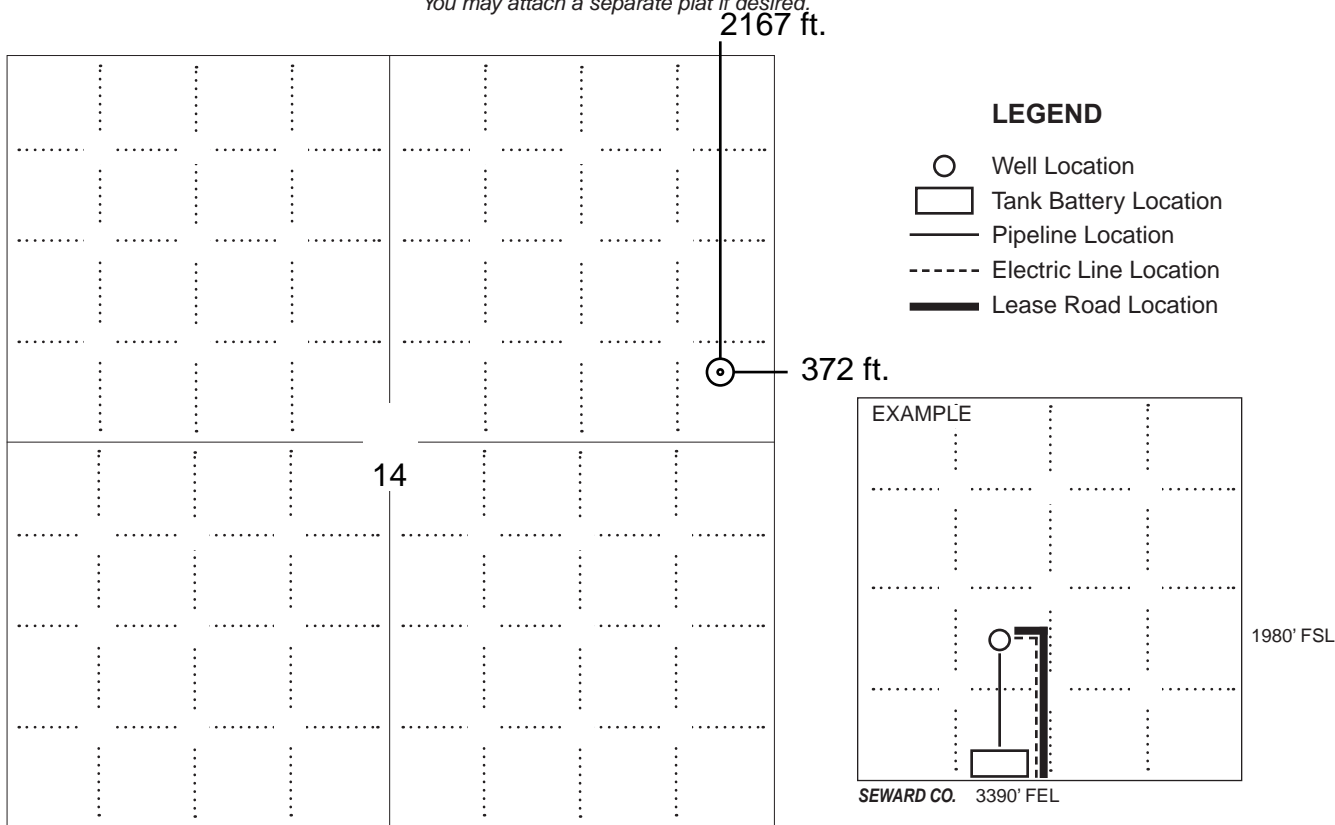 You may attach a separate plat if desired.
2167 ft.
LEGEND
Well Location
Tank Battery Location
Pipeline Location
Electric Line Location
Lease Road Location
372 ft.
EXAMPLE
14
1980' FSL
SEWARD CO. 3390' FEL